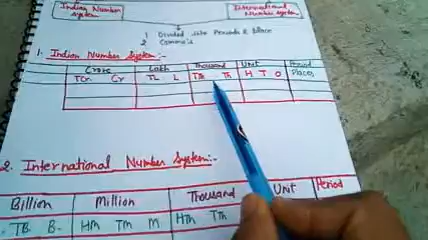 Indian Number System
International Number System
1 Divided into Periods & Place
2 Comma's
1. Indian Number System:-
Crore Lakh Thousand Unit Period
TCr Cr TL L TTh Th H T O Places
2. International Number System:-
Billion Million Thousand Unit Period
TB B. HM TM M HTh TTh